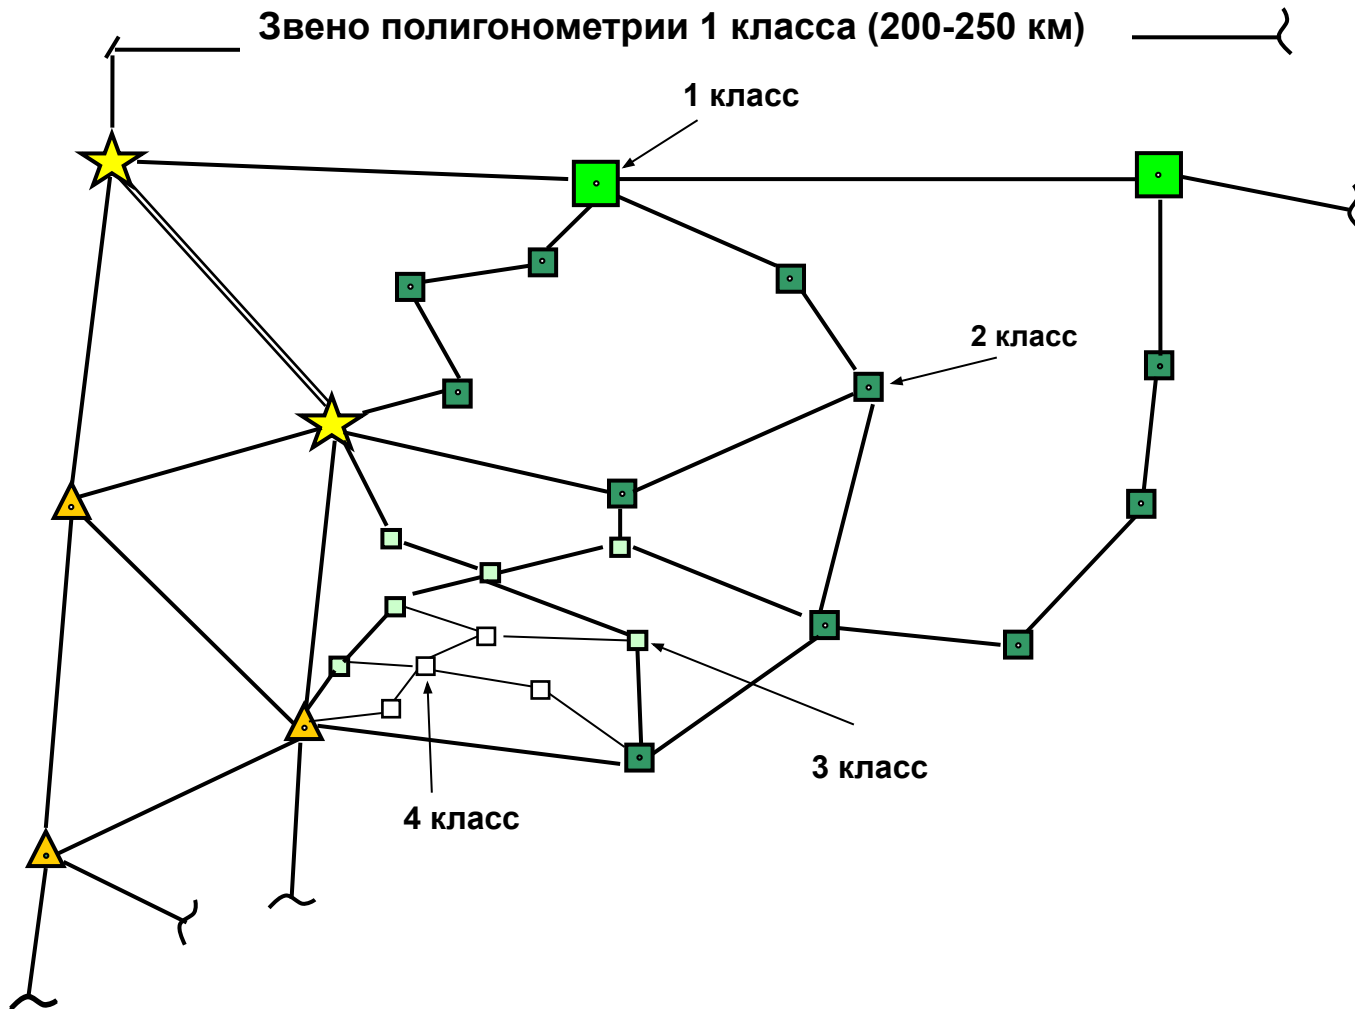 Звено полигонометрии 1 класса (200-250 км)
1 класс
2 класс
3 класс
4 класс